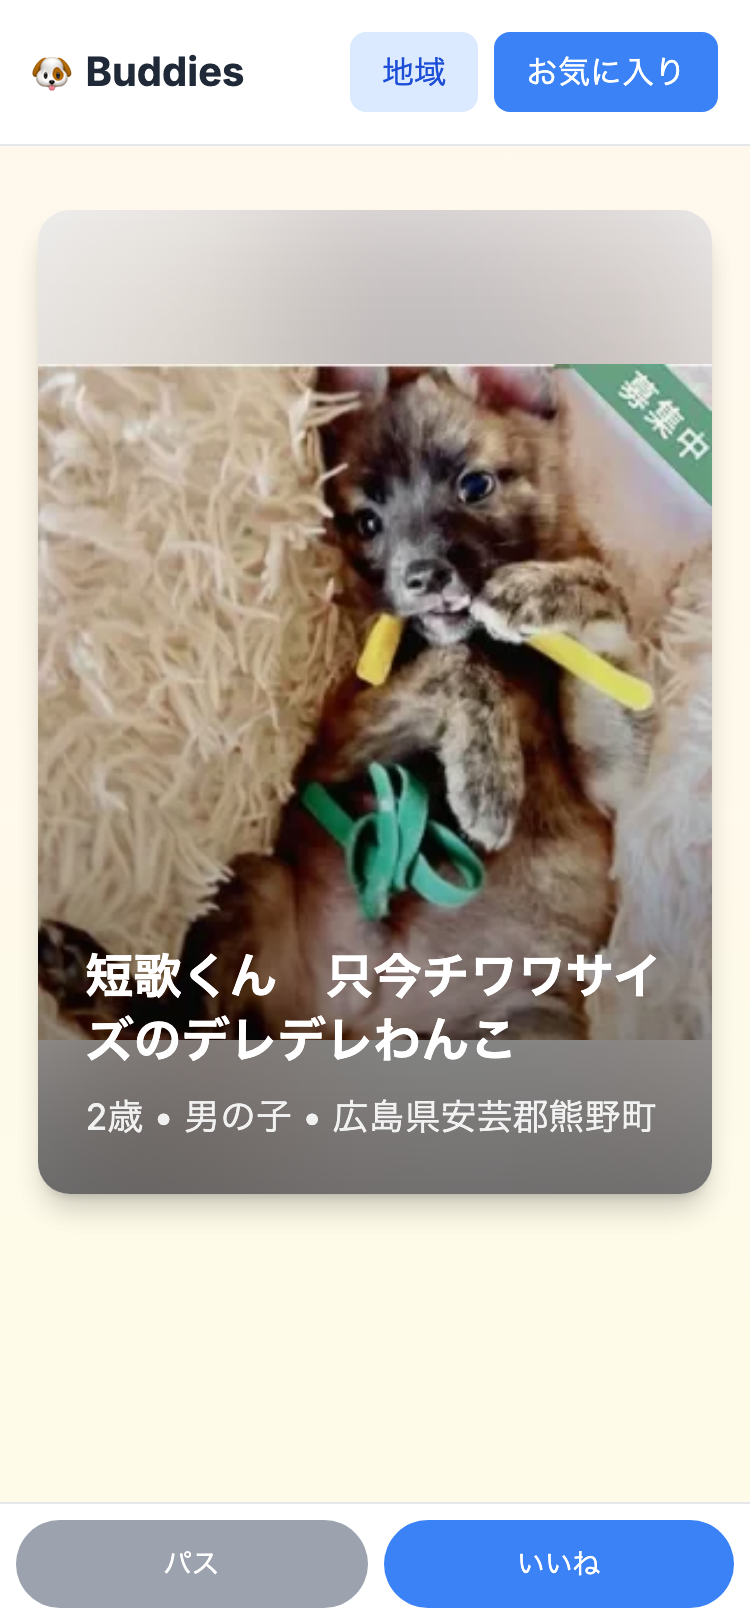 Buddies
地域
お気に入り
募集中
短歌くん　只今チワワサイ
ズのデレデレわんこ
2歳 • 男の子 • 広島県安芸郡熊野町
パス
いいね